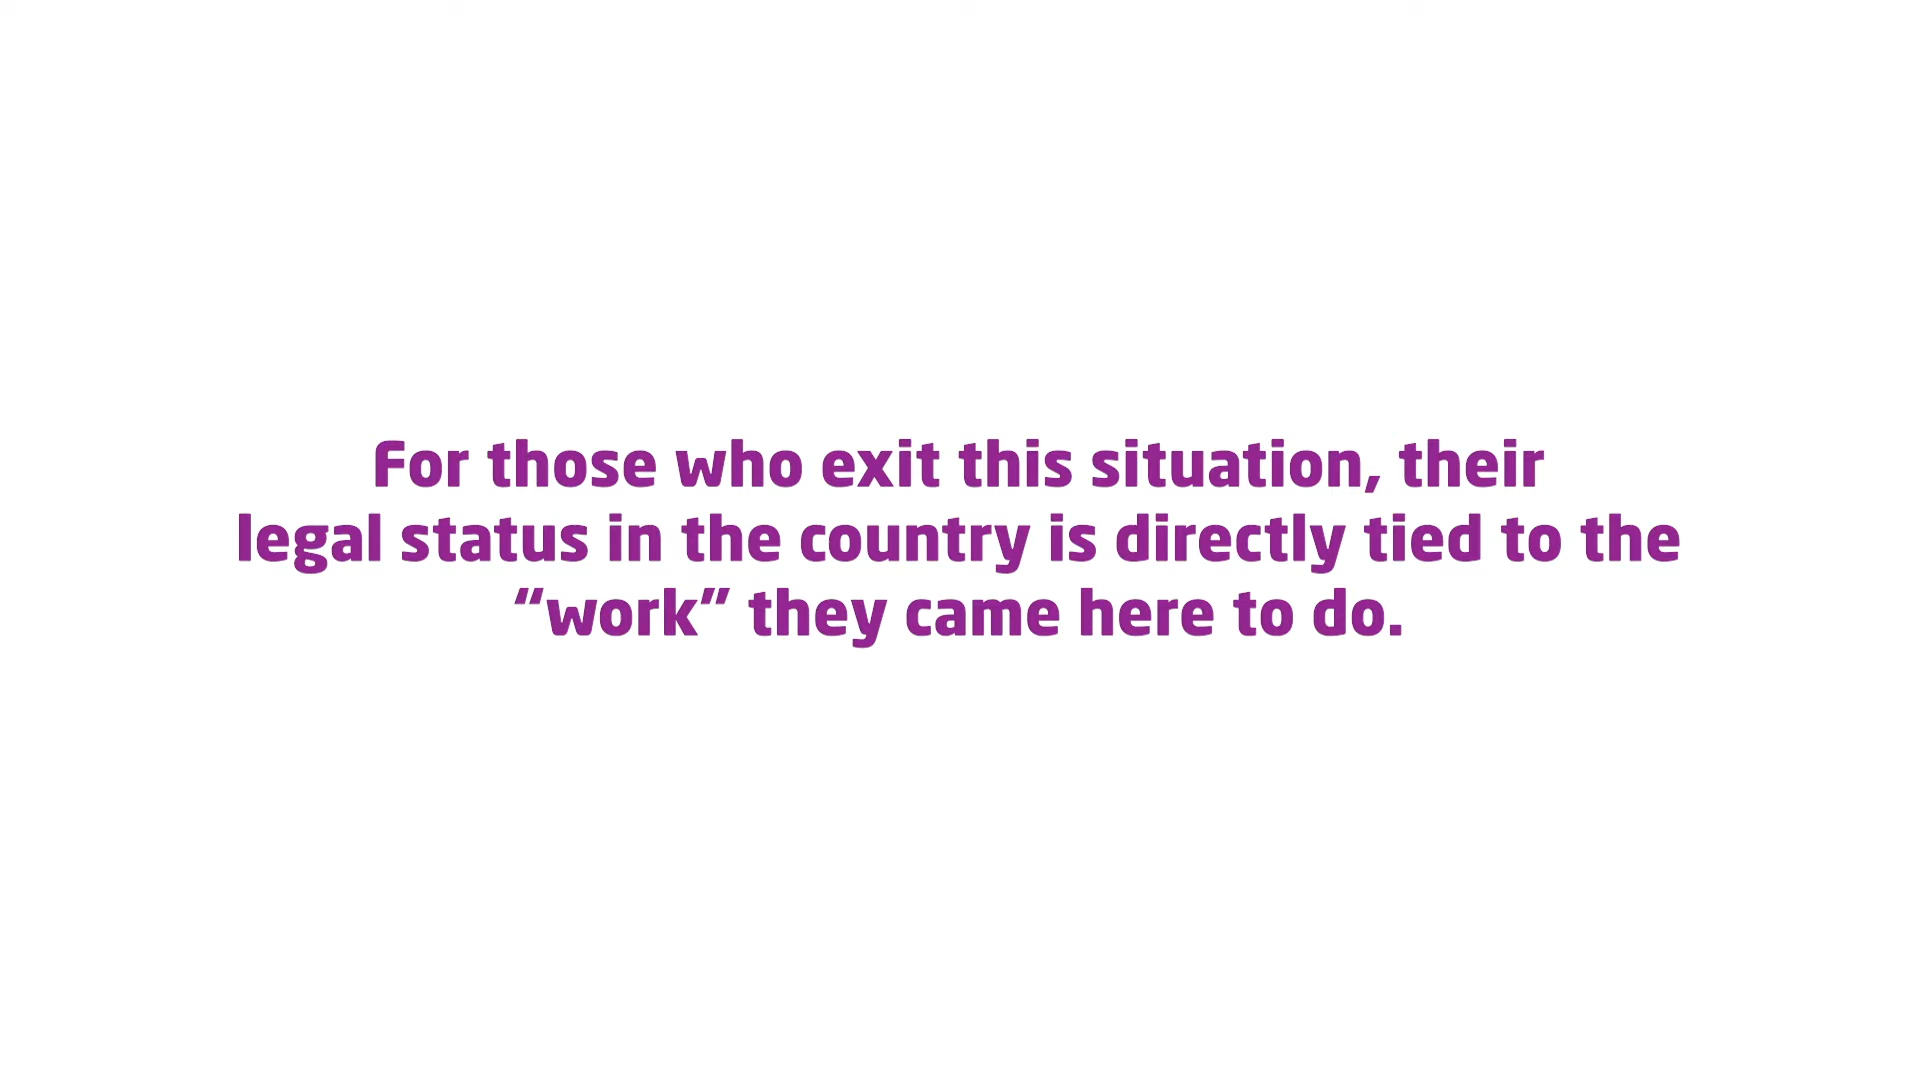 For those who exit this situation, their
legal status in the country is directly tied to the
“work” they came here to do.